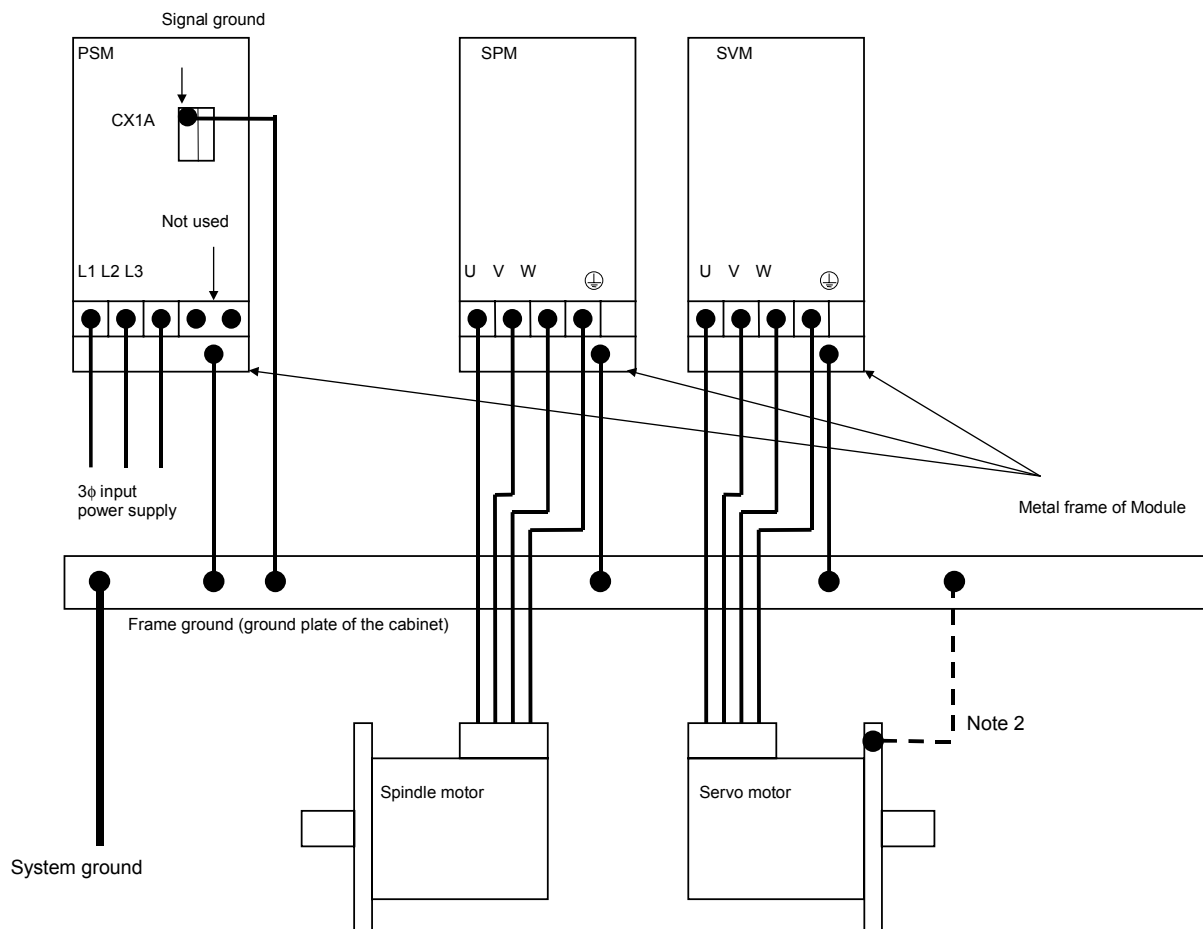 Signal ground
PSM
SPM
SVM
CX1A
Not used
L1 L2 L3
U V W
U V W
3ϕ input
power supply
Metal frame of Module
Frame ground (ground plate of the cabinet)
Note 2
Spindle motor
Servo motor
System ground